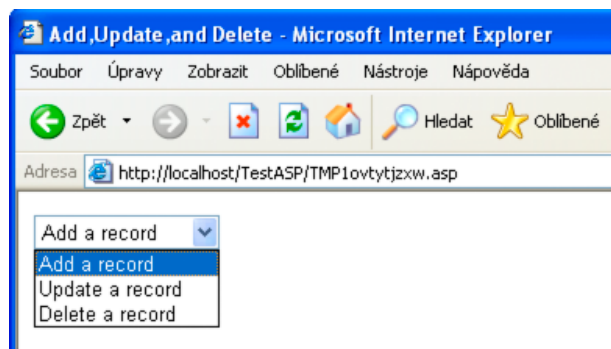 Add,Update,and Delete - Microsoft Internet Explorer
Soubor Úpravy Zobrazit Oblíbené Nástroje Nápověda
Zpět Hledat Oblíbené
Adresa http://localhost/TestASP/TMP1ovtytjzxw.asp
Add a record
Add a record
Update a record
Delete a record